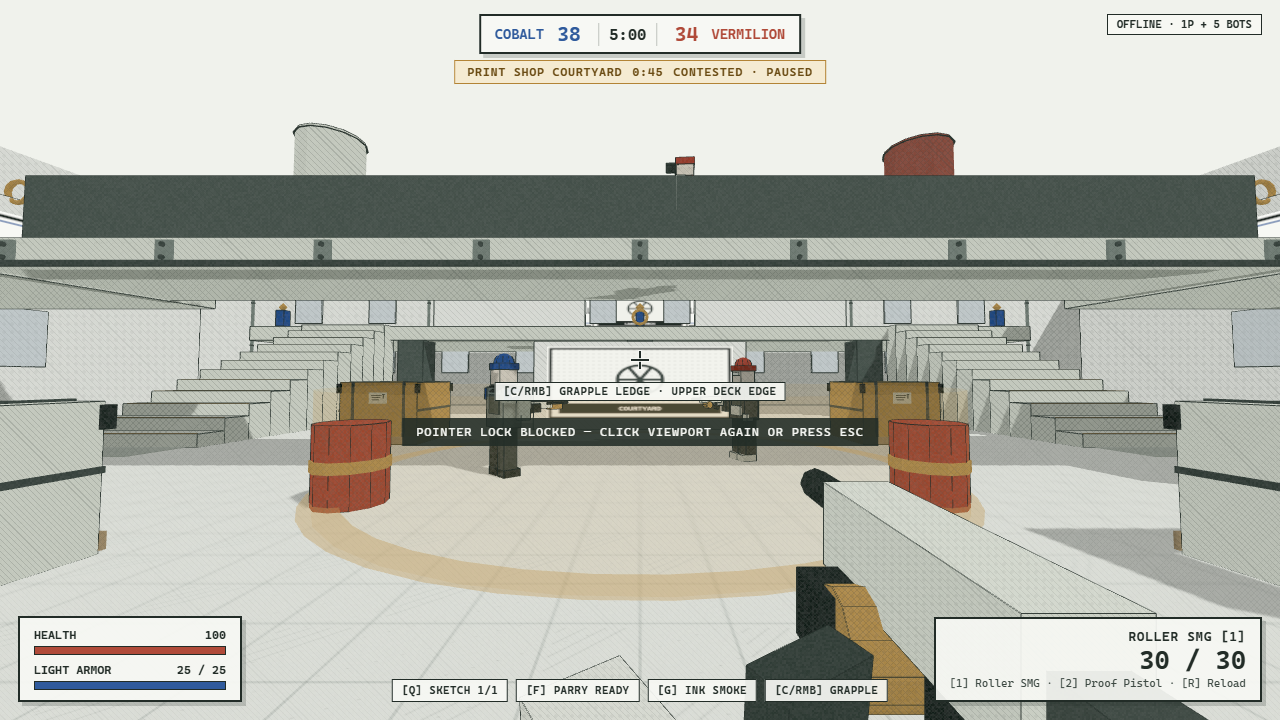 COBALT 38 5:00 34 VERMILION
OFFLINE · 1P + 5 BOTS
PRINT SHOP COURTYARD 0:45 CONTESTED · PAUSED
[C/RMB] GRAPPLE LEDGE · UPPER DECK EDGE
COURTYARD
POINTER LOCK BLOCKED — CLICK VIEWPORT AGAIN OR PRESS ESC
HEALTH 100
LIGHT ARMOR 25 / 25
[Q] SKETCH 1/1 [F] PARRY READY [G] INK SMOKE [C/RMB] GRAPPLE
ROLLER SMG [1]
30 / 30
[1] Roller SMG · [2] Proof Pistol · [R] Reload